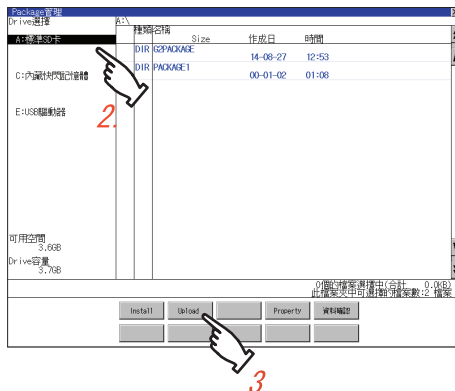 Package管理
Drive選擇 A:\
種類 名稱
Size 作成日 時間
A:標準SD卡
DIR G2PACKAGE
14-08-27 12:53
DIR PACKAGE1
00-01-02 01:08
C:內藏快閃記憶體
E:USB驅動器
2.
可用空間
3.6GB
Drive容量
3.7GB
0個的檔案選擇中(合計 0.0KB)
此檔案夾中可選擇的檔案數:2 檔案
Install Upload Property 資料確認
3